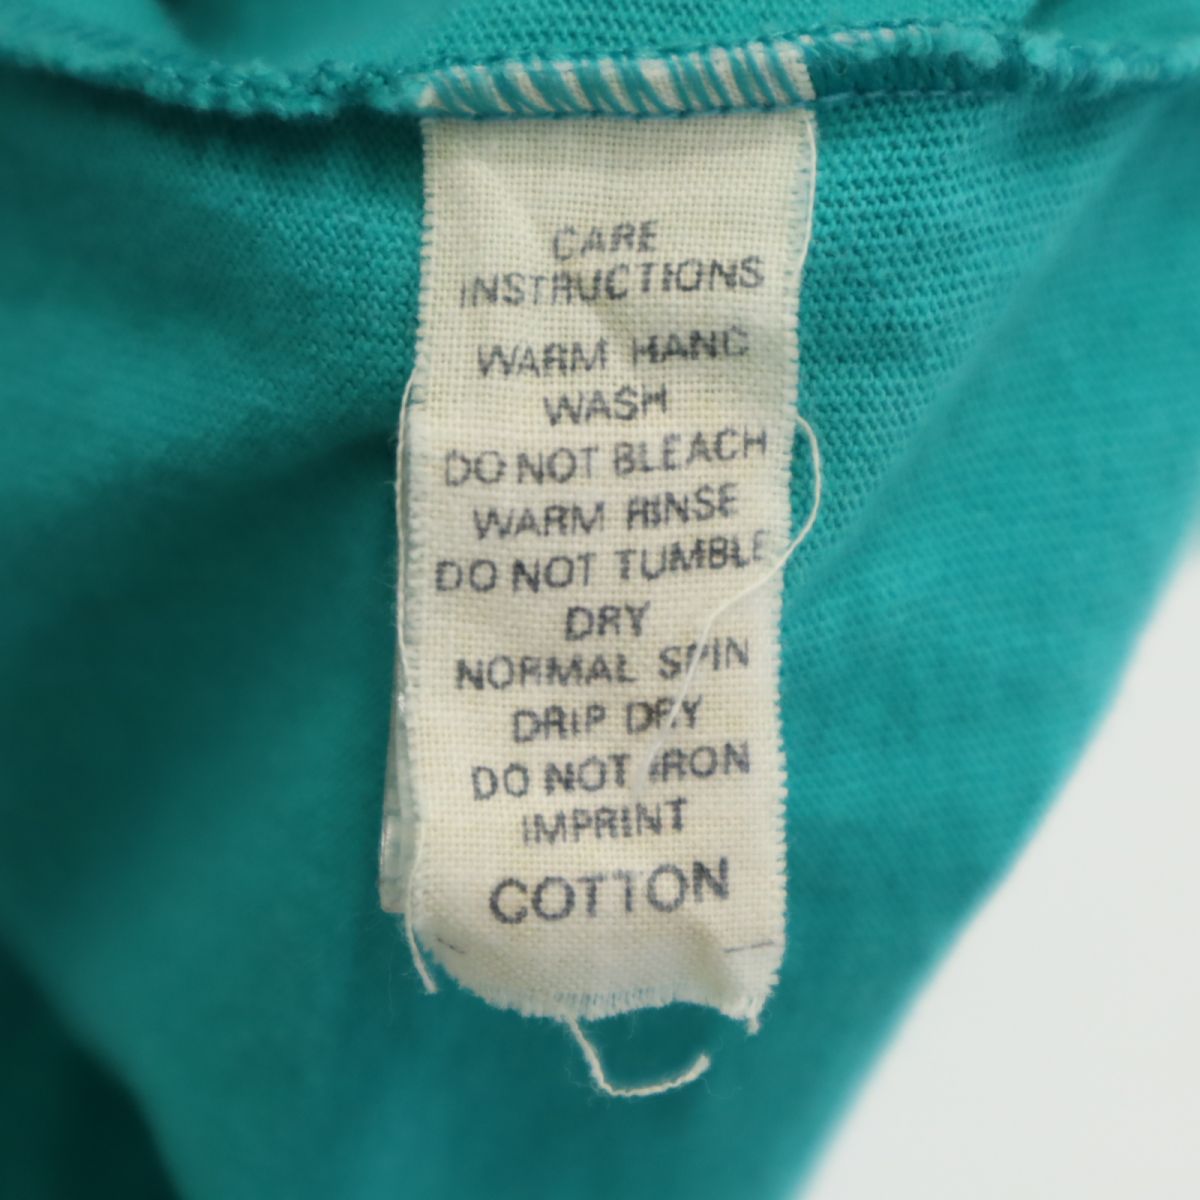 CARE
INSTRUCTIONS
WARM HAND
WASH
DO NOT BLEACH
WARM RINSE
DO NOT TUMBLE
DRY
NORMAL SPIN
DRIP DRY
DO NOT IRON
IMPRINT
COTTON